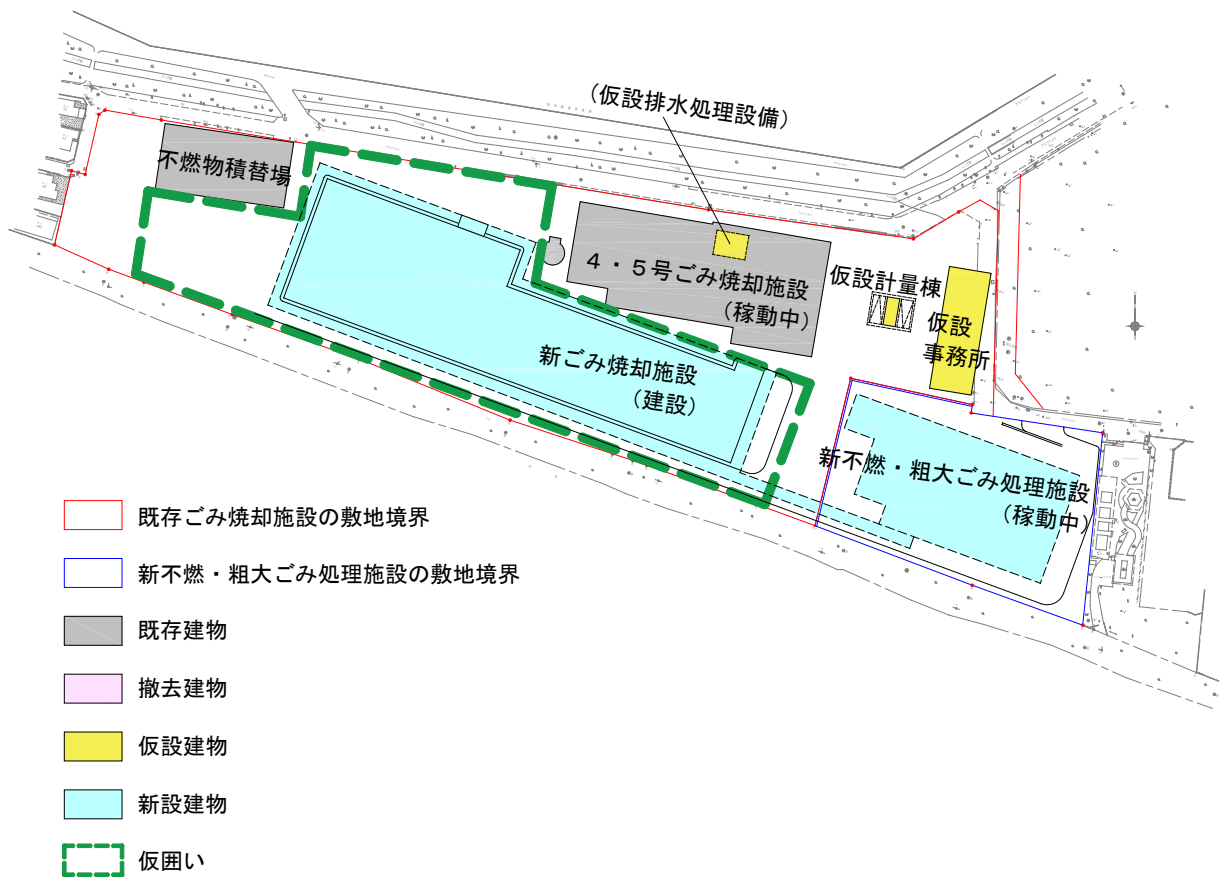 （仮設排水処理設備）
不燃物積替場
４・５号ごみ焼却施設
（稼動中）
仮設計量棟
仮設
事務所
新ごみ焼却施設
（建設）
新不燃・粗大ごみ処理施設
（稼動中）
既存ごみ焼却施設の敷地境界
新不燃・粗大ごみ処理施設の敷地境界
既存建物
撤去建物
仮設建物
新設建物
仮囲い